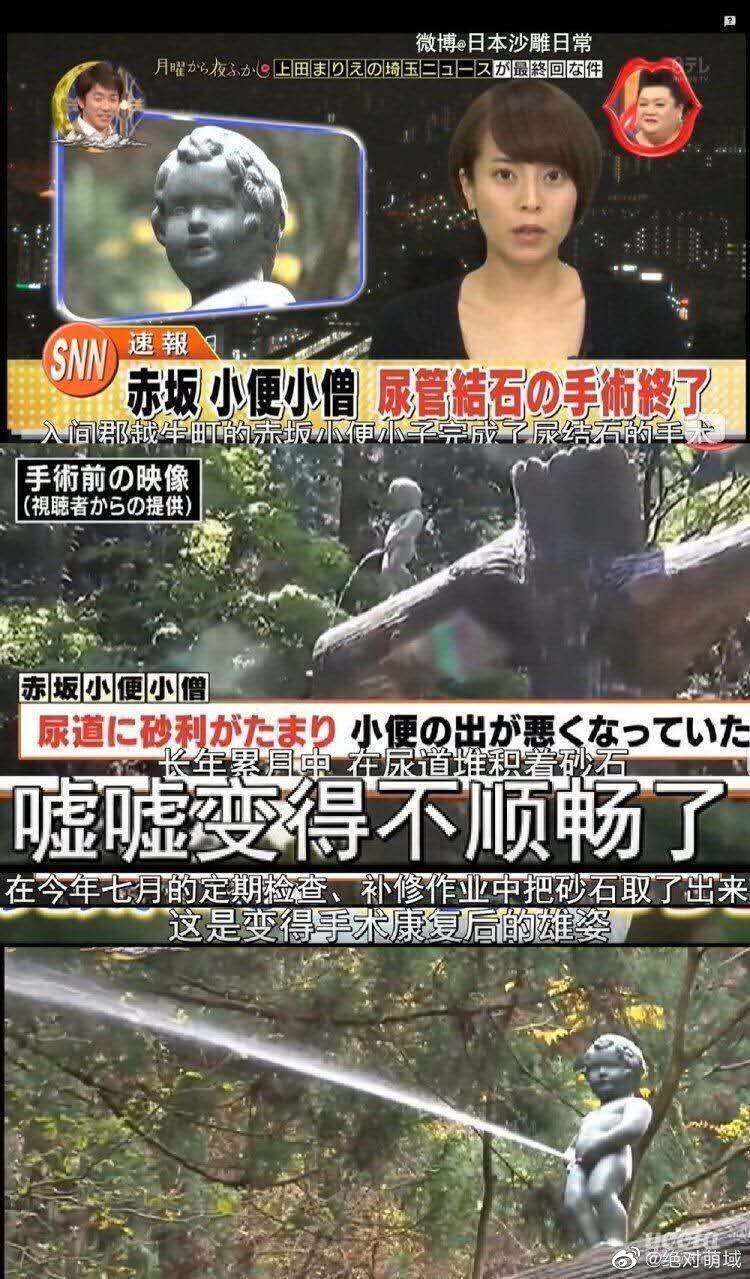 微博@日本沙雕日常
月曜から夜ふかし
上田まりえの埼玉ニュースが最終回な件
日テレ
SNN
速報
赤坂 小便小僧 尿管結石の手術終了
入间郡越生町的赤坂小便小子完成了尿结石的手术
手術前の映像
(視聴者からの提供)
赤坂小便小僧
尿道に砂利がたまり 小便の出が悪くなっていた
长年累月中 在尿道堆积着砂石
嘘嘘变得不顺畅了
在今年七月的定期检查、补修作业中把砂石取了出来
这是变得手术康复后的雄姿
@绝对萌域